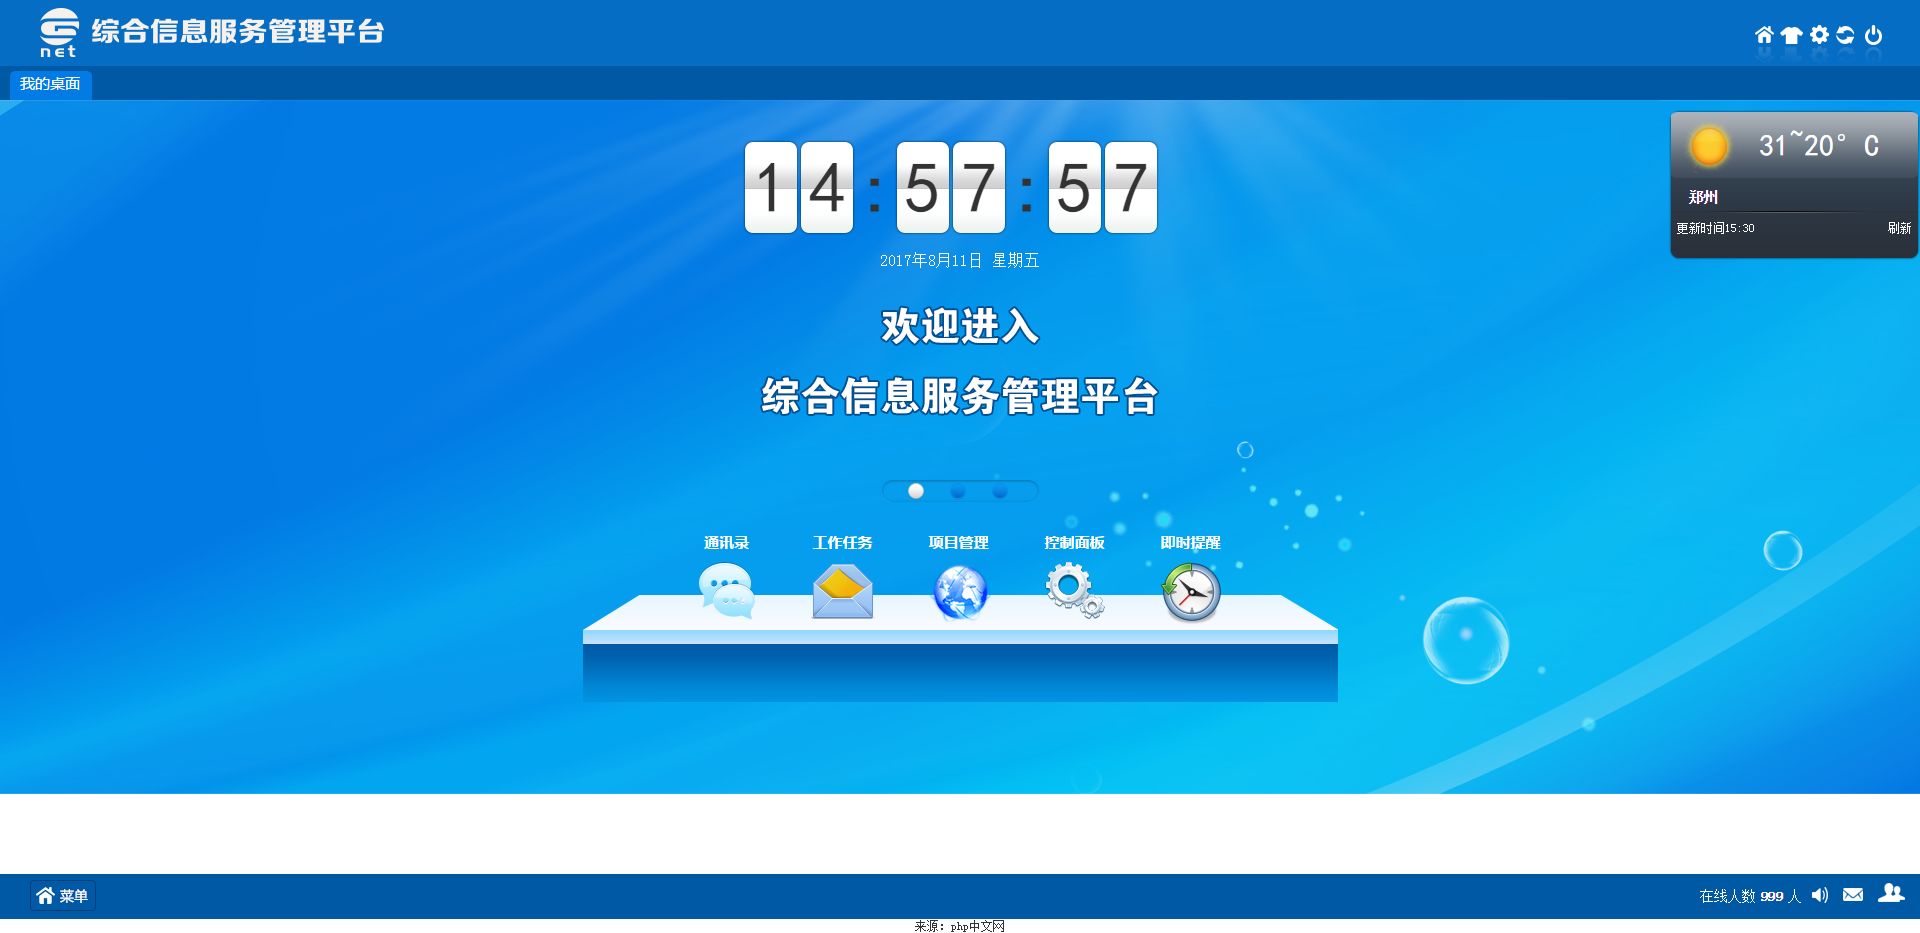 net
综合信息服务管理平台
我的桌面
14:57:57
2017年8月11日 星期五
31~20° C
郑州
更新时间15:30 刷新
欢迎进入
综合信息服务管理平台
通讯录 工作任务 项目管理 控制面板 即时提醒
菜单
在线人数 999 人
来源：php中文网